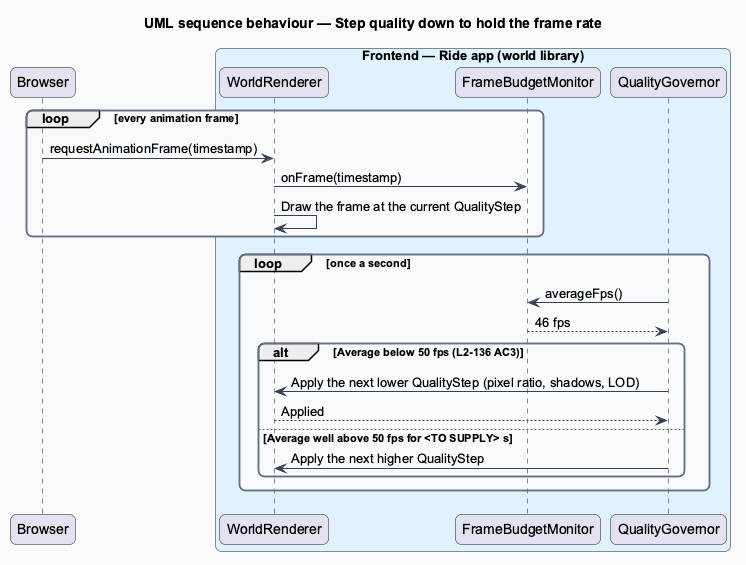 UML sequence behaviour — Step quality down to hold the frame rate
Frontend — Ride app (world library)
Browser WorldRenderer FrameBudgetMonitor QualityGovernor
loop [every animation frame]
requestAnimationFrame(timestamp)
onFrame(timestamp)
Draw the frame at the current QualityStep
loop [once a second]
averageFps()
46 fps
alt [Average below 50 fps (L2-136 AC3)]
Apply the next lower QualityStep (pixel ratio, shadows, LOD)
Applied
[Average well above 50 fps for <TO SUPPLY> s]
Apply the next higher QualityStep
Browser WorldRenderer FrameBudgetMonitor QualityGovernor